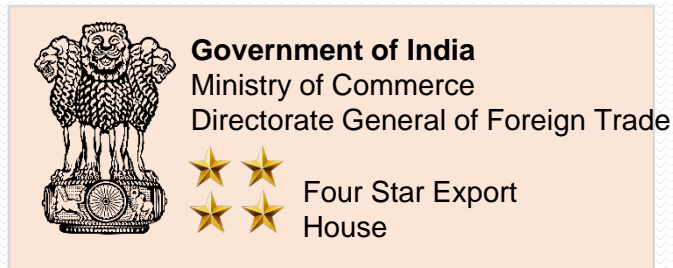 Government of India
Ministry of Commerce
Directorate General of Foreign Trade
Four Star Export
House